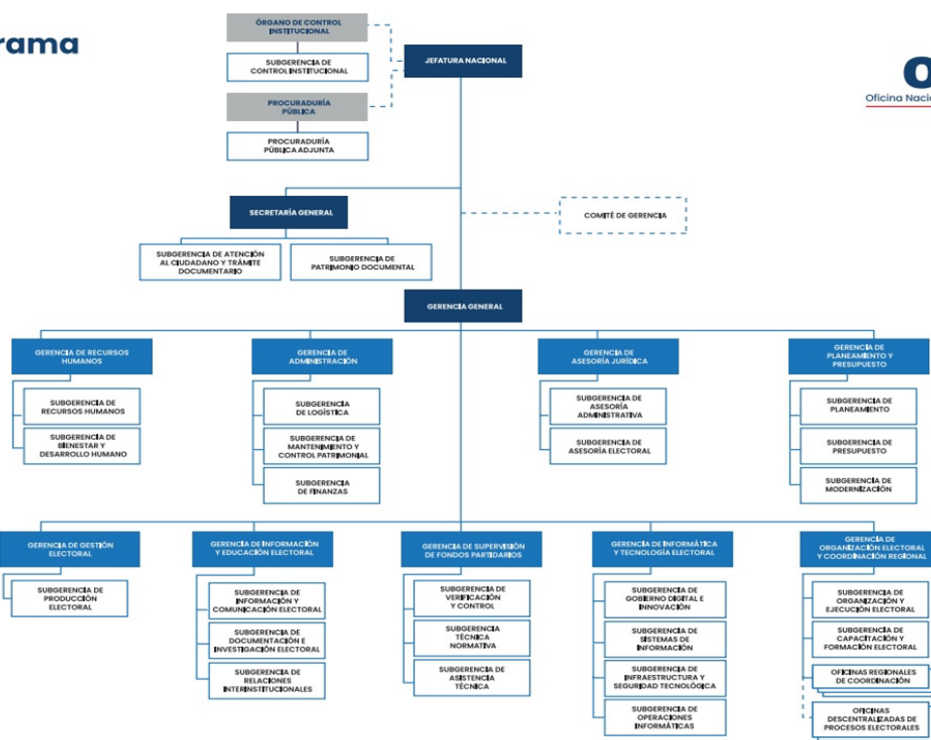 rama
O
Oficina Nacio
ÓRGANO DE CONTROL
INSTITUCIONAL
SUBGERENCIA DE
CONTROL INSTITUCIONAL
PROCURADURÍA
PÚBLICA
PROCURADURÍA
PÚBLICA ADJUNTA
JEFATURA NACIONAL
SECRETARÍA GENERAL
COMITÉ DE GERENCIA
SUBGERENCIA DE ATENCIÓN
AL CIUDADANO Y TRÁMITE
DOCUMENTARIO
SUBGERENCIA DE
PATRIMONIO DOCUMENTAL
GERENCIA GENERAL
GERENCIA DE RECURSOS
HUMANOS
SUBGERENCIA DE
RECURSOS HUMANOS
SUBGERENCIA DE
BIENESTAR Y
DESARROLLO HUMANO
GERENCIA DE
ADMINISTRACIÓN
SUBGERENCIA
DE LOGÍSTICA
SUBGERENCIA DE
MANTENIMIENTO Y
CONTROL PATRIMONIAL
SUBGERENCIA
DE FINANZAS
GERENCIA DE
ASESORÍA JURÍDICA
SUBGERENCIA DE
ASESORÍA
ADMINISTRATIVA
SUBGERENCIA DE
ASESORÍA ELECTORAL
GERENCIA DE
PLANEAMIENTO Y
PRESUPUESTO
SUBGERENCIA DE
PLANEAMIENTO
SUBGERENCIA DE
PRESUPUESTO
SUBGERENCIA DE
MODERNIZACIÓN
GERENCIA DE GESTIÓN
ELECTORAL
SUBGERENCIA DE
PRODUCCIÓN
ELECTORAL
GERENCIA DE INFORMACIÓN
Y EDUCACIÓN ELECTORAL
SUBGERENCIA DE
INFORMACIÓN Y
COMUNICACIÓN ELECTORAL
SUBGERENCIA DE
DOCUMENTACIÓN E
INVESTIGACIÓN ELECTORAL
SUBGERENCIA DE
RELACIONES
INTERINSTITUCIONALES
GERENCIA DE SUPERVISIÓN
DE FONDOS PARTIDARIOS
SUBGERENCIA DE
VERIFICACIÓN
Y CONTROL
SUBGERENCIA
TÉCNICA
NORMATIVA
SUBGERENCIA DE
ASISTENCIA
TÉCNICA
GERENCIA DE INFORMÁTICA
Y TECNOLOGÍA ELECTORAL
SUBGERENCIA DE
GOBIERNO DIGITAL E
INNOVACIÓN
SUBGERENCIA DE
SISTEMAS DE
INFORMACIÓN
SUBGERENCIA DE
INFRAESTRUCTURA Y
SEGURIDAD TECNOLÓGICA
SUBGERENCIA DE
OPERACIONES
INFORMÁTICAS
GERENCIA DE
ORGANIZACIÓN ELECTORAL
Y COORDINACIÓN REGIONAL
SUBGERENCIA DE
ORGANIZACIÓN Y
EJECUCIÓN ELECTORAL
SUBGERENCIA DE
CAPACITACIÓN Y
FORMACIÓN ELECTORAL
OFICINAS REGIONALES
DE COORDINACIÓN
OFICINAS
DESCENTRALIZADAS DE
PROCESOS ELECTORALES